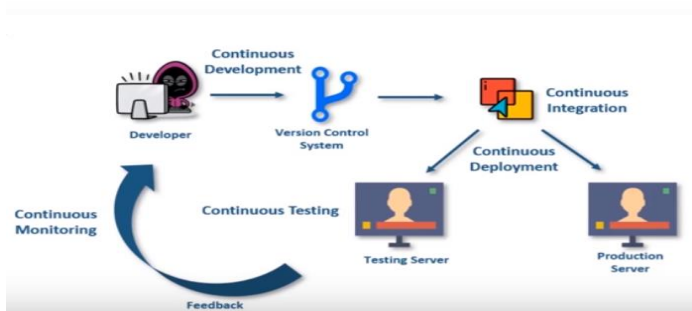 Continuous
Development
Developer
Version Control
System
Continuous
Integration
Continuous
Deployment
Continuous
Monitoring
Continuous Testing
Testing Server
Production
Server
Feedback